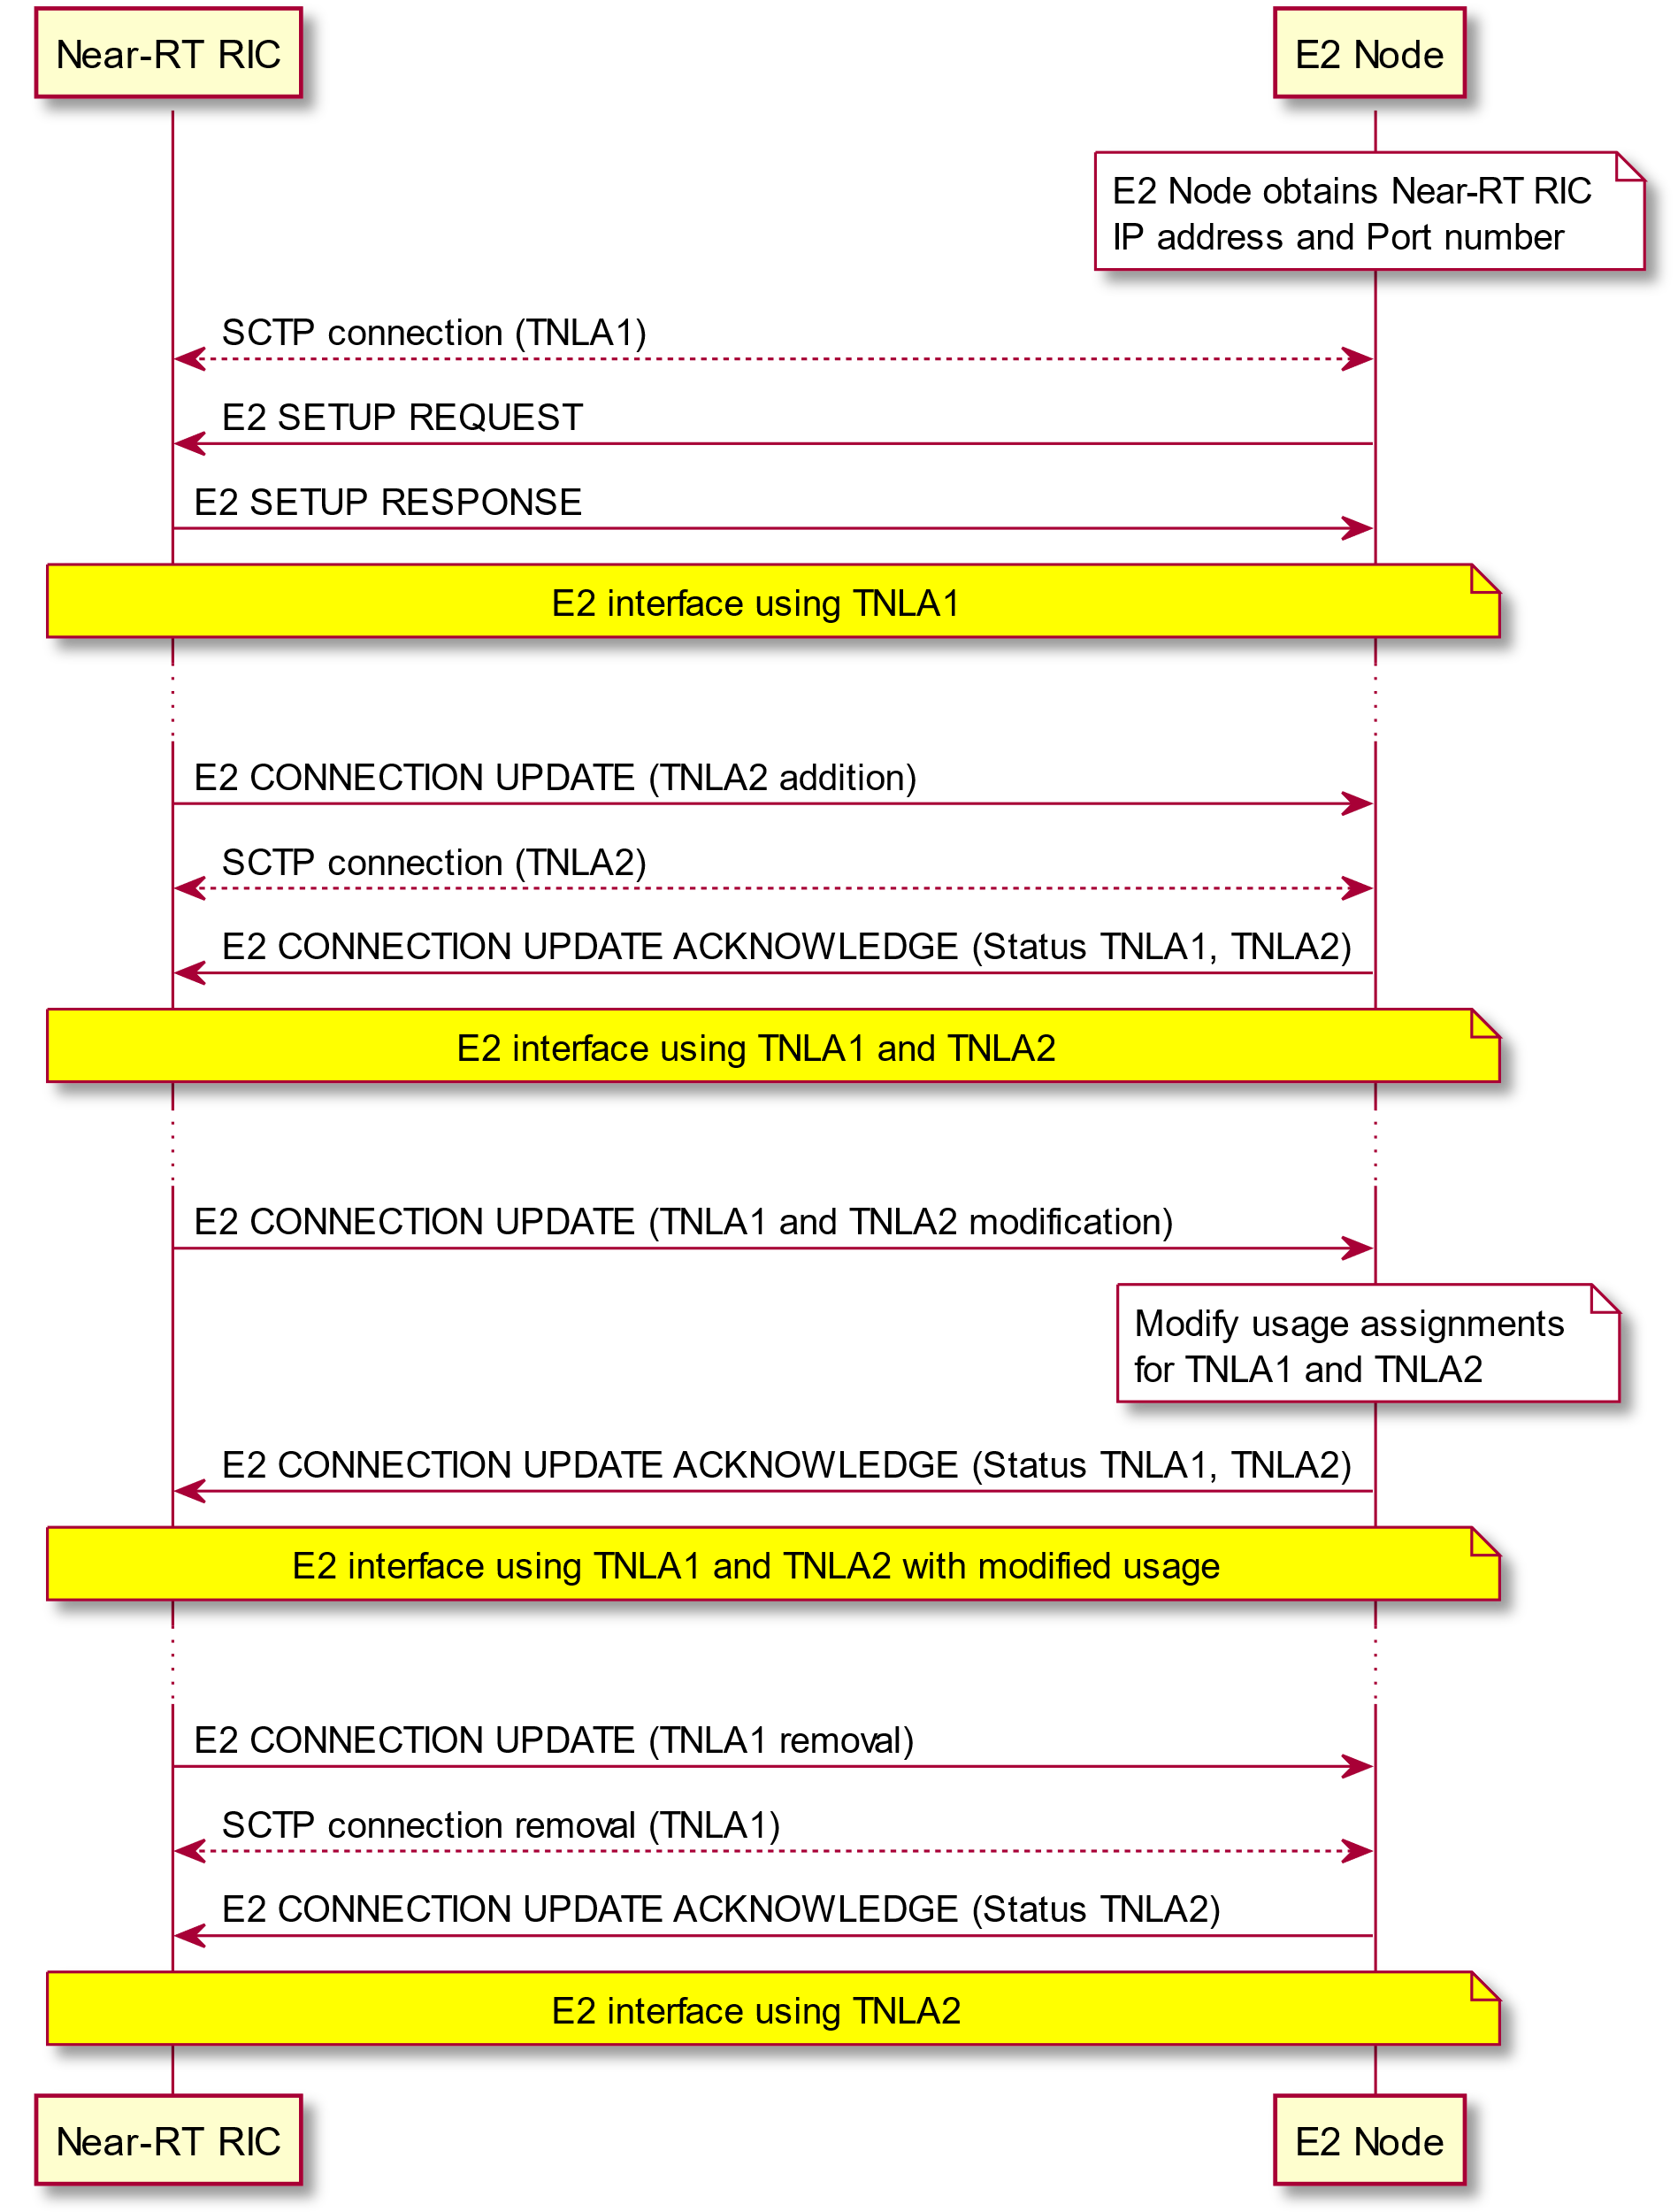 Near-RT RIC
E2 Node
E2 Node obtains Near-RT RIC
IP address and Port number
SCTP connection (TNLA1)
E2 SETUP REQUEST
E2 SETUP RESPONSE
E2 interface using TNLA1
E2 CONNECTION UPDATE (TNLA2 addition)
SCTP connection (TNLA2)
E2 CONNECTION UPDATE ACKNOWLEDGE (Status TNLA1, TNLA2)
E2 interface using TNLA1 and TNLA2
E2 CONNECTION UPDATE (TNLA1 and TNLA2 modification)
Modify usage assignments
for TNLA1 and TNLA2
E2 CONNECTION UPDATE ACKNOWLEDGE (Status TNLA1, TNLA2)
E2 interface using TNLA1 and TNLA2 with modified usage
E2 CONNECTION UPDATE (TNLA1 removal)
SCTP connection removal (TNLA1)
E2 CONNECTION UPDATE ACKNOWLEDGE (Status TNLA2)
E2 interface using TNLA2
Near-RT RIC
E2 Node